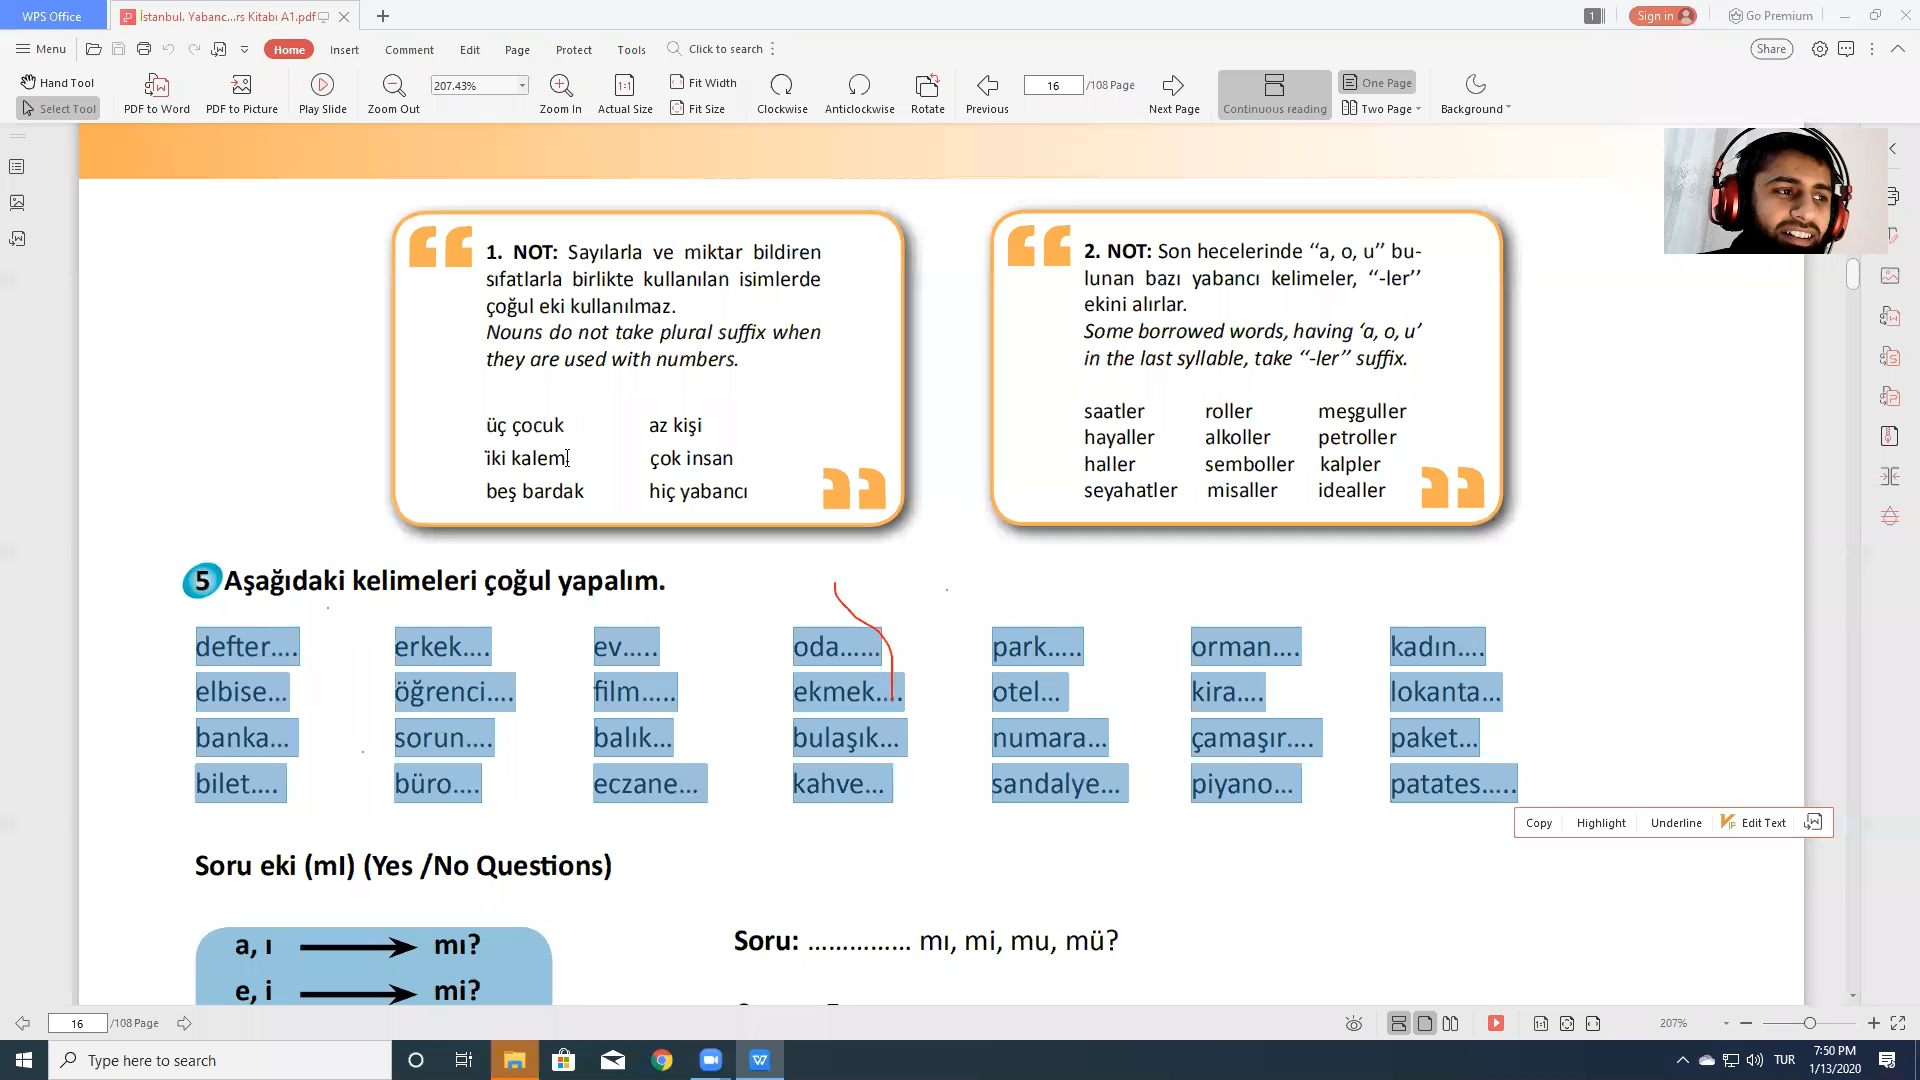 WPS Office
İstanbul. Yabanc...rs Kitabı A1.pdf
1
Sign in
Go Premium
Menu
Home Insert Comment Edit Page Protect Tools Click to search
Share
Hand Tool
Select Tool
PDF to Word PDF to Picture Play Slide Zoom Out
207.43%
Zoom In 1:1 Actual Size
Fit Width
Fit Size
Clockwise Anticlockwise Rotate Previous
16 /108 Page
Next Page Continuous reading
One Page
Two Page
Background
1. NOT: Sayılarla ve miktar bildiren
sıfatlarla birlikte kullanılan isimlerde
çoğul eki kullanılmaz.
Nouns do not take plural suffix when
they are used with numbers.
üç çocuk az kişi
iki kalem çok insan
beş bardak hiç yabancı
2. NOT: Son hecelerinde ‘‘a, o, u’’ bu-
lunan bazı yabancı kelimeler, ‘‘-ler’’
ekini alırlar.
Some borrowed words, having ‘a, o, u’
in the last syllable, take ‘‘-ler’’ suffix.
saatler roller meşguller
hayaller alkoller petroller
haller semboller kalpler
seyahatler misaller idealler
5 Aşağıdaki kelimeleri çoğul yapalım.
defter.... erkek.... ev..... oda...... park..... orman.... kadın....
elbise... öğrenci.... film..... ekmek.... otel... kira.... lokanta...
banka... sorun.... balık... bulaşık... numara... çamaşır.... paket...
bilet.... büro.... eczane... kahve... sandalye... piyano... patates.....
Copy Highlight Underline Edit Text
Soru eki (mI) (Yes /No Questions)
a, ı mı?
e, i mi?
Soru: ............... mı, mi, mu, mü?
16 /108 Page
207%
Type here to search
TUR
7:50 PM
1/13/2020